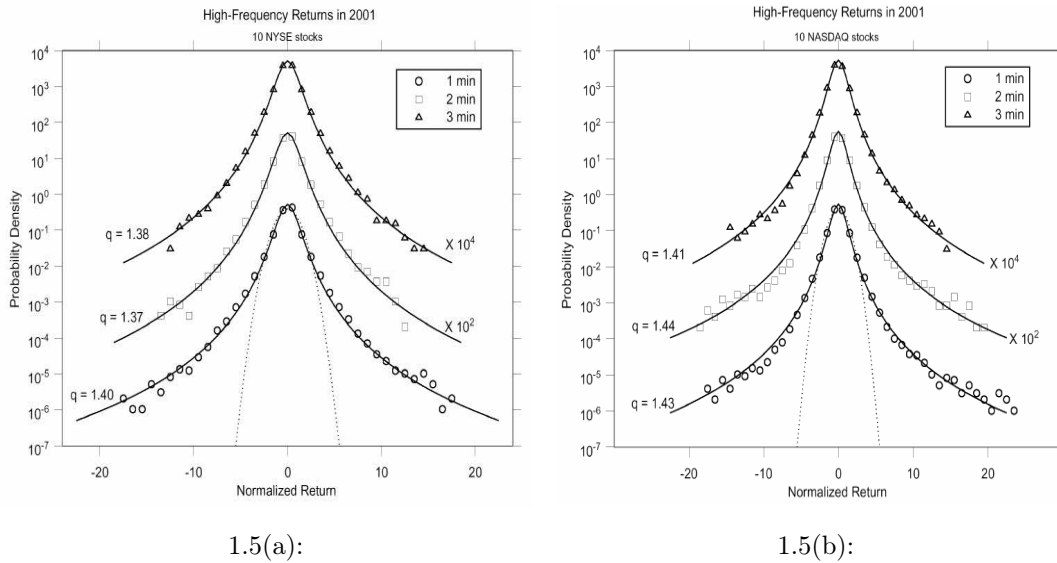 High-Frequency Returns in 2001
10 NYSE stocks
10^4
10^3
10^2
10^1
10^0
10^-1
10^-2
10^-3
10^-4
10^-5
10^-6
10^-7
Probability Density
1 min
2 min
3 min
q = 1.38
X 10^4
q = 1.37
X 10^2
q = 1.40
-20 -10 0 10 20
Normalized Return
1.5(a):
High-Frequency Returns in 2001
10 NASDAQ stocks
10^4
10^3
10^2
10^1
10^0
10^-1
10^-2
10^-3
10^-4
10^-5
10^-6
10^-7
Probability Density
1 min
2 min
3 min
q = 1.41
X 10^4
q = 1.44
X 10^2
q = 1.43
-20 -10 0 10 20
Normalized Return
1.5(b):